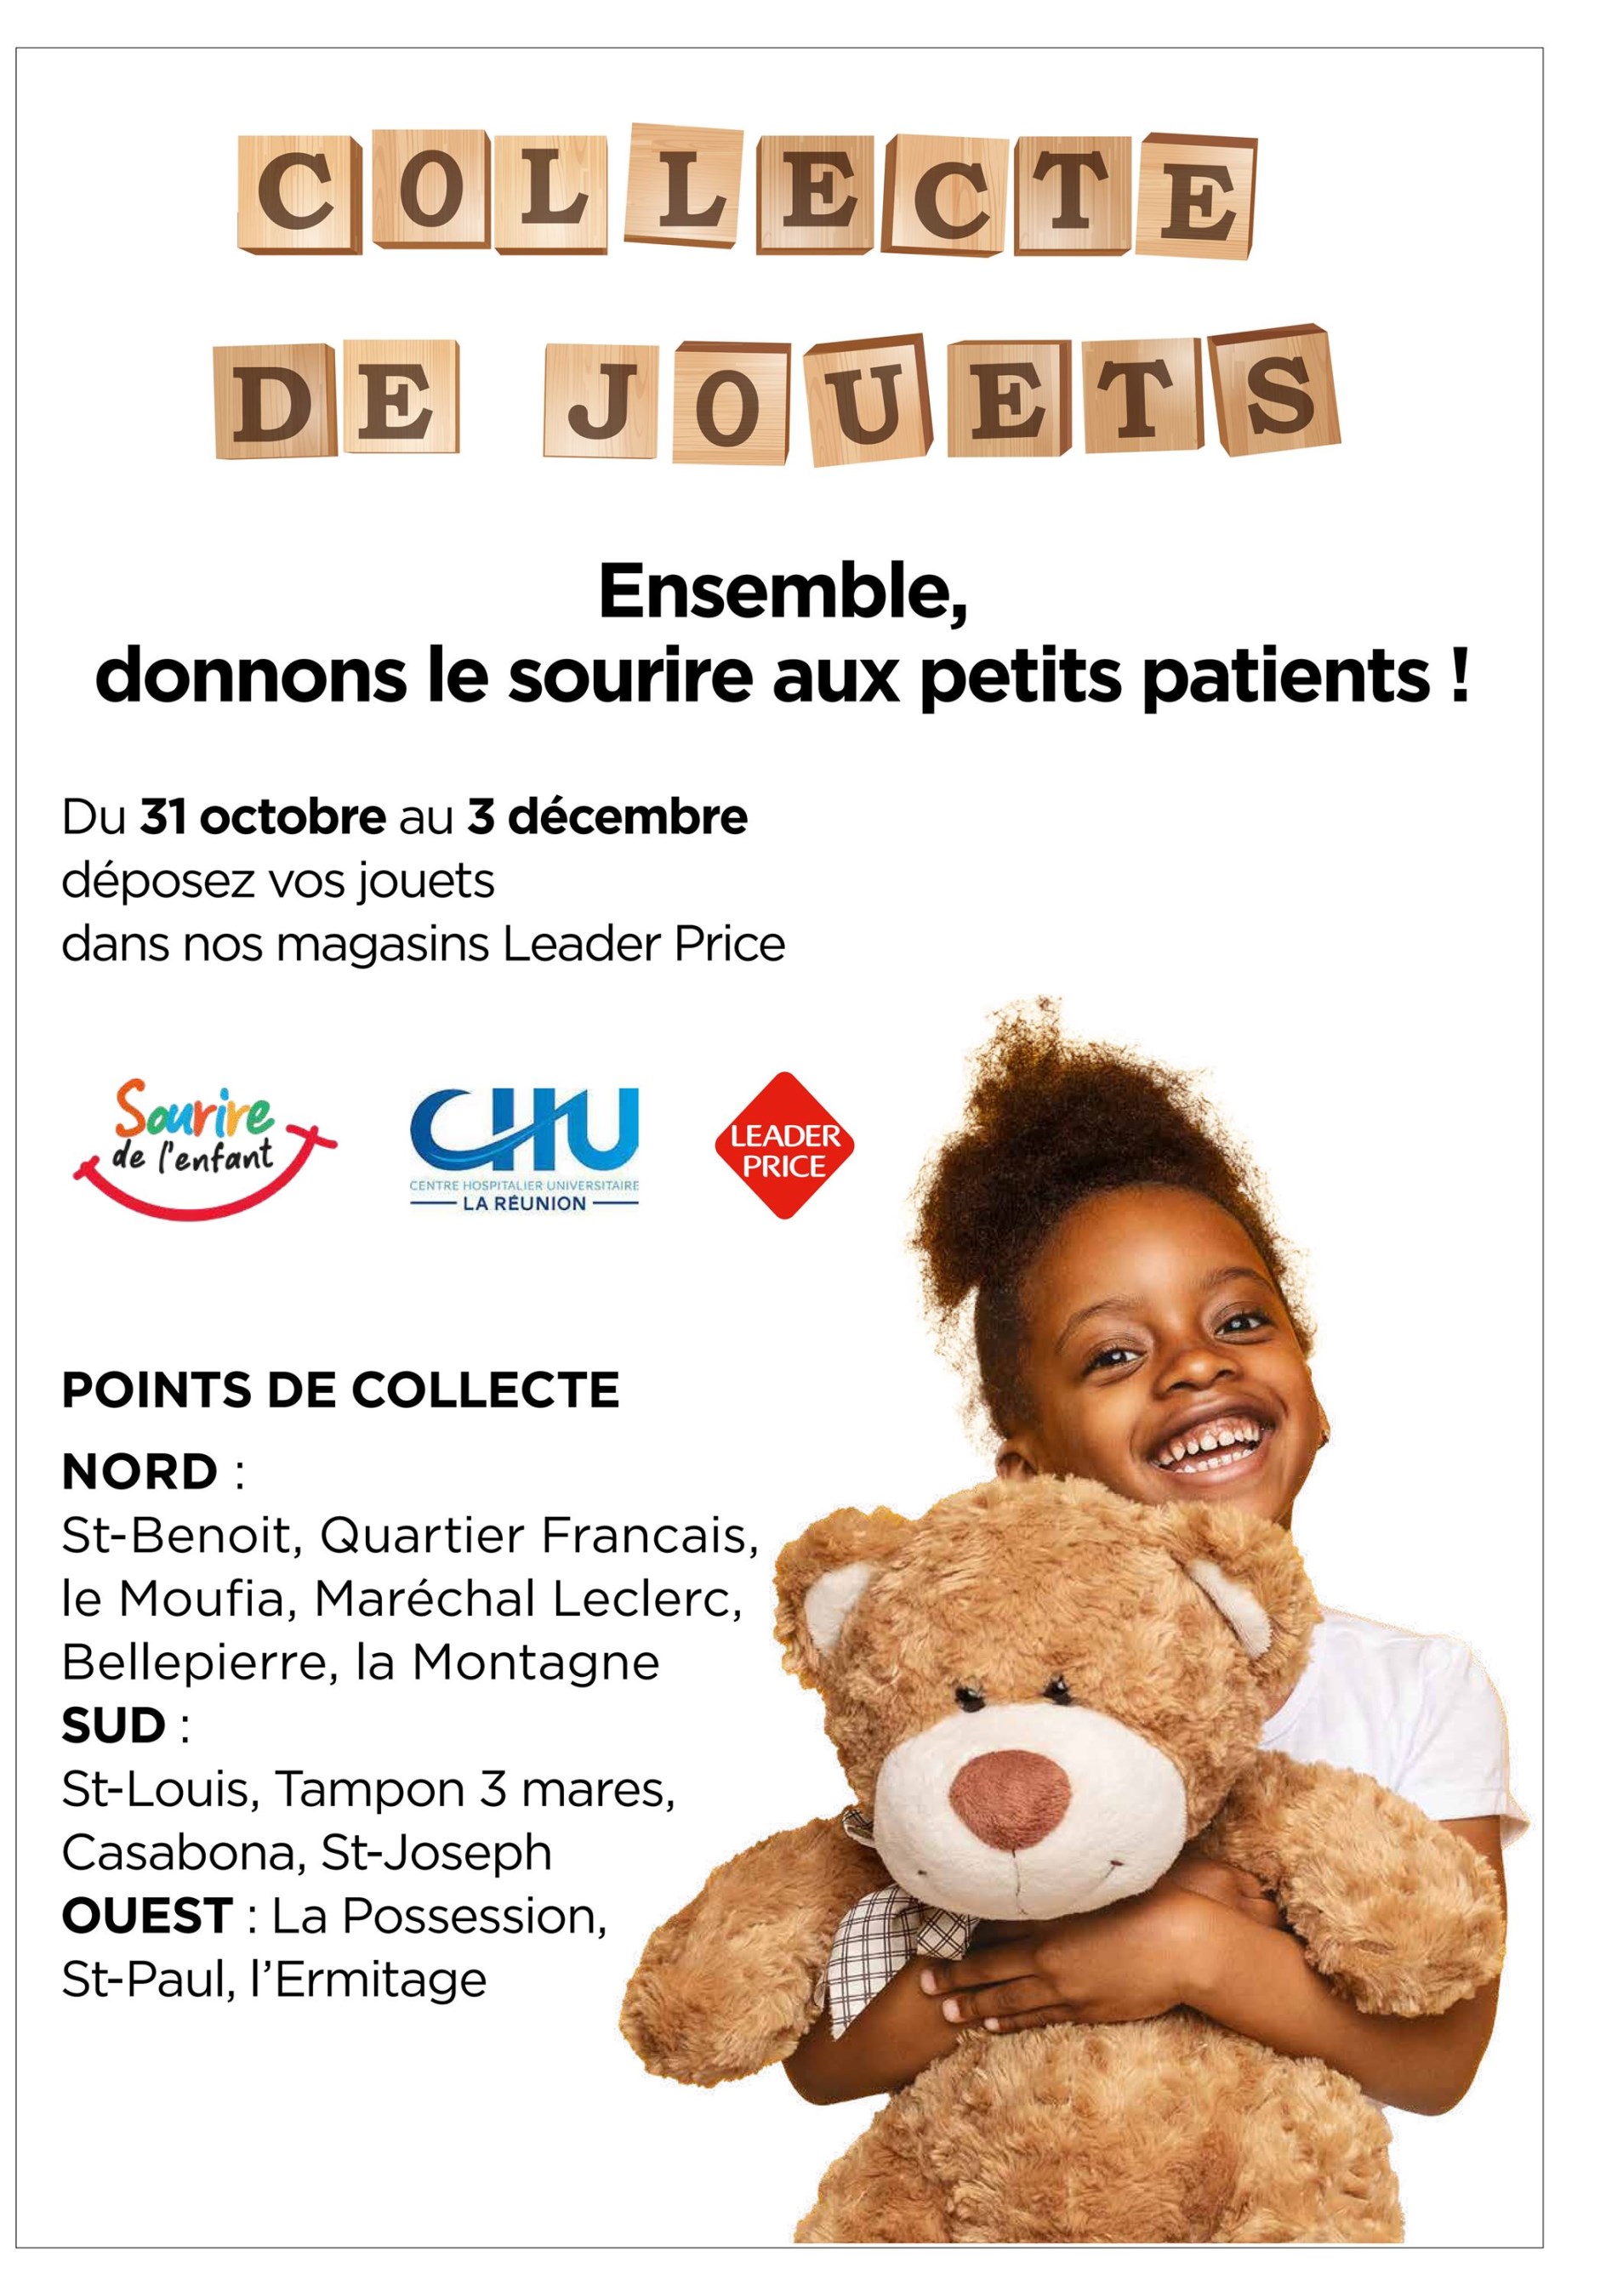 COLLECTE
DE JOUETS
Ensemble,
donnons le sourire aux petits patients !
Du 31 octobre au 3 décembre
déposez vos jouets
dans nos magasins Leader Price
Sourire
de l'enfant
CHU
CENTRE HOSPITALIER UNIVERSITAIRE
LA RÉUNION
LEADER
PRICE
POINTS DE COLLECTE
NORD :
St-Benoit, Quartier Francais,
le Moufia, Maréchal Leclerc,
Bellepierre, la Montagne
SUD :
St-Louis, Tampon 3 mares,
Casabona, St-Joseph
OUEST : La Possession,
St-Paul, l’Ermitage